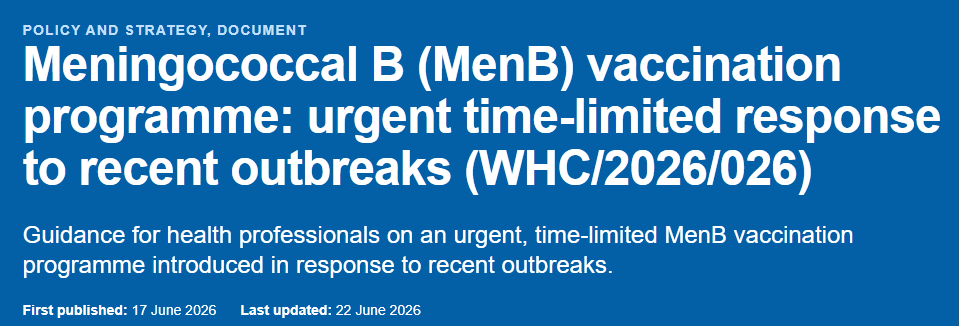 POLICY AND STRATEGY, DOCUMENT
Meningococcal B (MenB) vaccination
programme: urgent time-limited response
to recent outbreaks (WHC/2026/026)
Guidance for health professionals on an urgent, time-limited MenB vaccination
programme introduced in response to recent outbreaks.
First published: 17 June 2026 Last updated: 22 June 2026